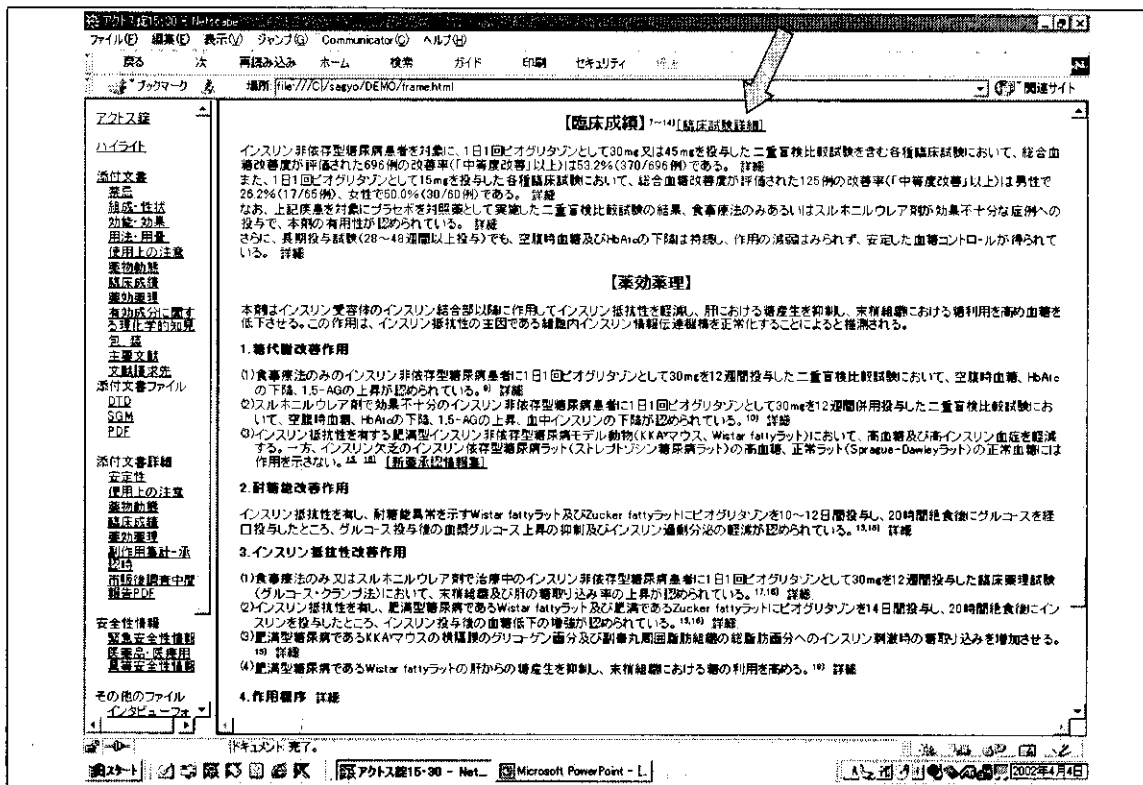 アクトス錠15・30 - Netscape
ファイル(F) 編集(E) 表示(V) ジャンプ(G) Communicator(C) ヘルプ(H)
戻る 次 再読み込み ホーム 検索 ガイド 印刷 セキュリティ
ブックマーク 場所 file:///C|/sagyo/DEMO/frame.html 関連サイト
アクトス錠
ハイライト
添付文書
禁忌
組成・性状
効能・効果
用法・用量
使用上の注意
薬物動態
臨床成績
薬効薬理
有効成分に関す
る理化学的知見
包 装
主要文献
文献請求先
添付文書ファイル
DTD
SGM
PDF
添付文書詳細
安定性
使用上の注意
薬物動態
臨床成績
薬効薬理
副作用集計-承
認時
市販後調査中間
報告PDF
安全性情報
緊急安全性情報
医薬品・医療用
具等安全性情報
その他のファイル
インタビューフォ
【臨床成績】7~14)[臨床試験詳細]
インスリン非依存型糖尿病患者を対象に、1日1回ピオグリタゾンとして30mg又は45mgを投与した二重盲検比較試験を含む各種臨床試験において、総合血
糖改善度が評価された696例の改善率(「中等度改善」以上)は53.2%(370/696例)である。 詳細
また、1日1回ピオグリタゾンとして15mgを投与した各種臨床試験において、総合血糖改善度が評価された125例の改善率(「中等度改善」以上)は男性で
26.2%(17/65例)、女性で50.0%(30/60例)である。 詳細
なお、上記疾患を対象にプラセボを対照薬として実施した二重盲検比較試験の結果、食事療法のみあるいはスルホニルウレア剤が効果不十分な症例への
投与で、本剤の有用性が認められている。 詳細
さらに、長期投与試験(28~48週間以上投与)でも、空腹時血糖及びHbA1cの下降は持続し、作用の減弱はみられず、安定した血糖コントロールが得られて
いる。 詳細
【薬効薬理】
本剤はインスリン受容体のインスリン結合部以降に作用してインスリン抵抗性を軽減し、肝における糖産生を抑制し、末梢組織における糖利用を高め血糖を
低下させる。この作用は、インスリン抵抗性の主因である細胞内インスリン情報伝達機構を正常化することによると推測される。
1.糖代謝改善作用
(1)食事療法のみのインスリン非依存型糖尿病患者に1日1回ピオグリタゾンとして30mgを12週間投与した二重盲検比較試験において、空腹時血糖、HbA1c
の下降、1,5-AGの上昇が認められている。9) 詳細
(2)スルホニルウレア剤で効果不十分のインスリン非依存型糖尿病患者に1日1回ピオグリタゾンとして30mgを12週間併用投与した二重盲検比較試験にお
いて、空腹時血糖、HbA1cの下降、1,5-AGの上昇、血中インスリンの下降が認められている。10) 詳細
(3)インスリン抵抗性を有する肥満型インスリン非依存型糖尿病モデル動物(KKAyマウス、Wistar fattyラット)において、高血糖及び高インスリン血症を軽減
する。一方、インスリン欠乏のインスリン依存型糖尿病ラット(ストレプトゾシン糖尿病ラット)の高血糖、正常ラット(Sprague-Dawleyラット)の正常血糖には
作用を示さない。15, 16) [新薬承認情報集]
2.耐糖能改善作用
インスリン抵抗性を有し、耐糖能異常を示すWistar fattyラット及びZucker fattyラットにピオグリタゾンを10~12日間投与し、20時間絶食後にグルコースを経
口投与したところ、グルコース投与後の血漿グルコース上昇の抑制及びインスリン過剰分泌の軽減が認められている。15,16) 詳細
3.インスリン抵抗性改善作用
(1)食事療法のみ又はスルホニルウレア剤で治療中のインスリン非依存型糖尿病患者に1日1回ピオグリタゾンとして30mgを12週間投与した臨床薬理試験
(グルコース・クランプ法)において、末梢組織及び肝の糖取り込み率の上昇が認められている。17,18) 詳細
(2)インスリン抵抗性を有し、肥満型糖尿病であるWistar fattyラット及び肥満であるZucker fattyラットにピオグリタゾンを14日間投与し、20時間絶食後にイン
スリンを投与したところ、インスリン投与後の血糖低下の増強が認められている。15,16) 詳細
(3)肥満型糖尿病であるKKAyマウスの横隔膜のグリコーゲン画分及び副睾丸周囲脂肪組織の総脂肪画分へのインスリン刺激時の糖取り込みを増加させる。
15) 詳細
(4)肥満型糖尿病であるWistar fattyラットの肝からの糖産生を抑制し、末梢組織における糖の利用を高める。16) 詳細
4.作用機序 詳細
ドキュメント: 完了。
スタート アクトス錠15・30 - Net... Microsoft PowerPoint - [... 2002年4月4日